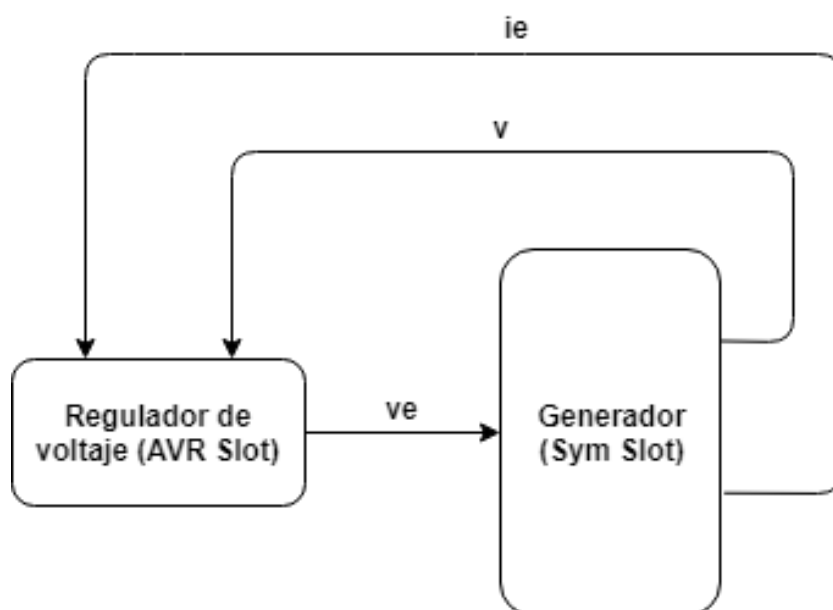 ie
v
Regulador de
voltaje (AVR Slot)
ve
Generador
(Sym Slot)